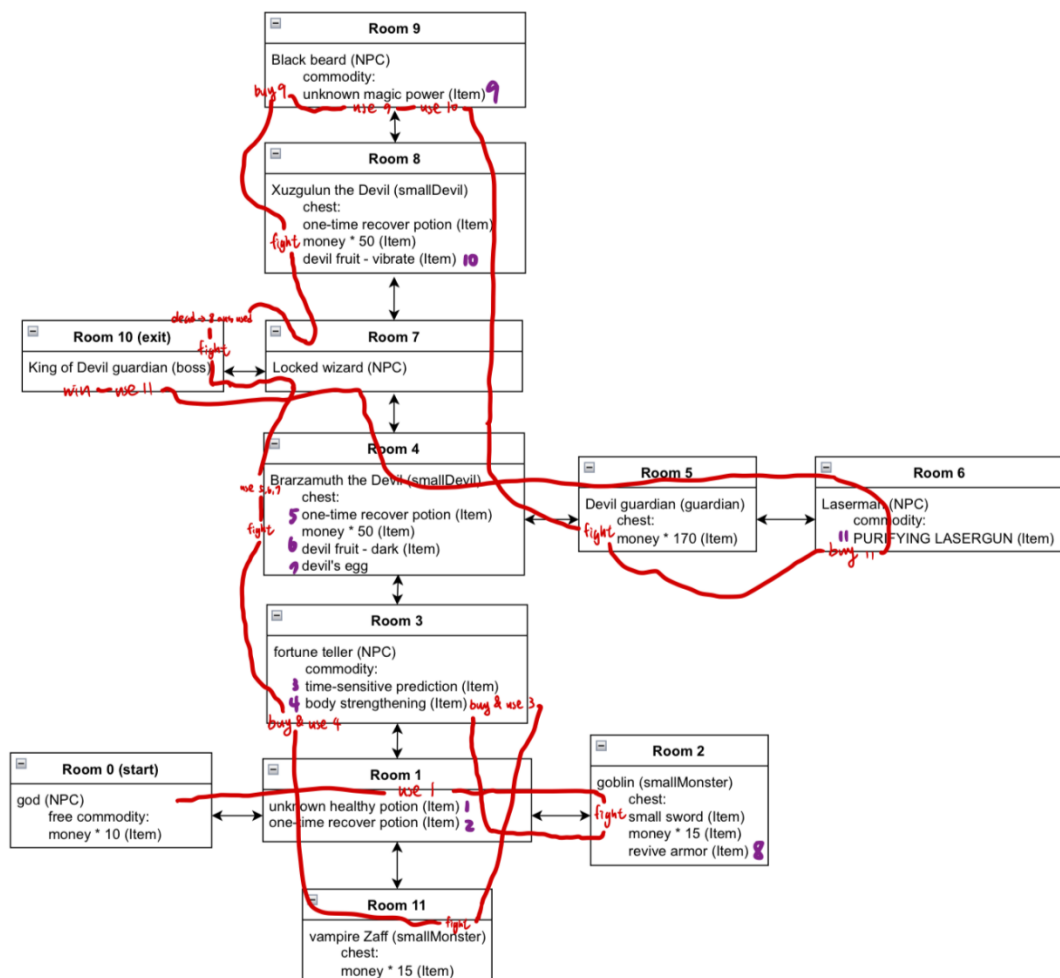 Room 9
Black beard (NPC)
commodity:
unknown magic power (Item) 9
buy 9
use 9 use 10
Room 8
Xuzgulun the Devil (smallDevil)
chest:
one-time recover potion (Item)
fight money * 50 (Item)
devil fruit - vibrate (Item) 10
Room 10 (exit)
King of Devil guardian (boss)
fight
win use 11
Room 7
Locked wizard (NPC)
Room 4
Brarzamuth the Devil (smallDevil)
chest:
5 one-time recover potion (Item)
fight
money * 50 (Item)
6 devil fruit - dark (Item)
7 devil's egg
Room 5
Devil guardian (guardian)
chest:
fight money * 170 (Item)
Room 6
Laserman (NPC)
commodity:
11 PURIFYING LASERGUN (Item)
buy 11
Room 3
fortune teller (NPC)
commodity:
3 time-sensitive prediction (Item)
4 body strengthening (Item) buy & use 3
buy & use 4
Room 0 (start)
god (NPC)
free commodity:
money * 10 (Item)
Room 1
use 1
unknown healthy potion (Item) 1
one-time recover potion (Item) 2
Room 2
goblin (smallMonster)
chest:
fight small sword (Item)
money * 15 (Item)
revive armor (Item) 8
Room 11
fight
vampire Zaff (smallMonster)
chest:
money * 15 (Item)